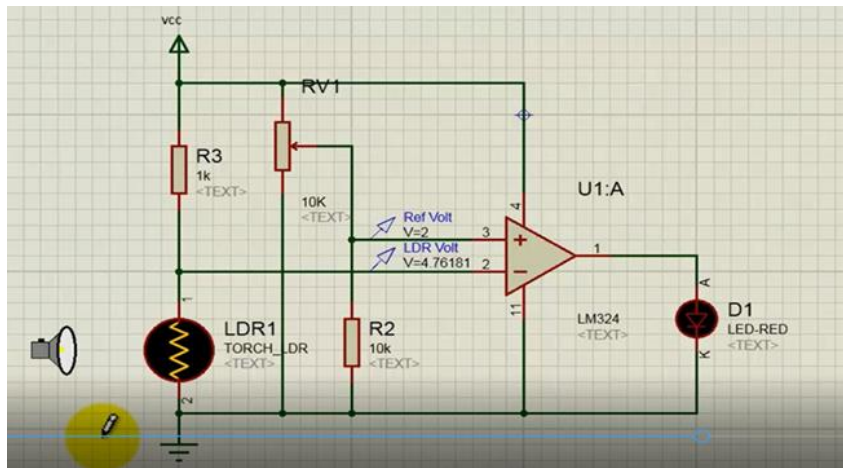 vcc
RV1
R3
1k
<TEXT>
10K
<TEXT>
U1:A
4
Ref Volt
V=2
3
LDR Volt
V=4.76181
2
1
11
LM324
<TEXT>
1
LDR1
TORCH_LDR
<TEXT>
2
R2
10k
<TEXT>
A
D1
LED-RED
<TEXT>
K